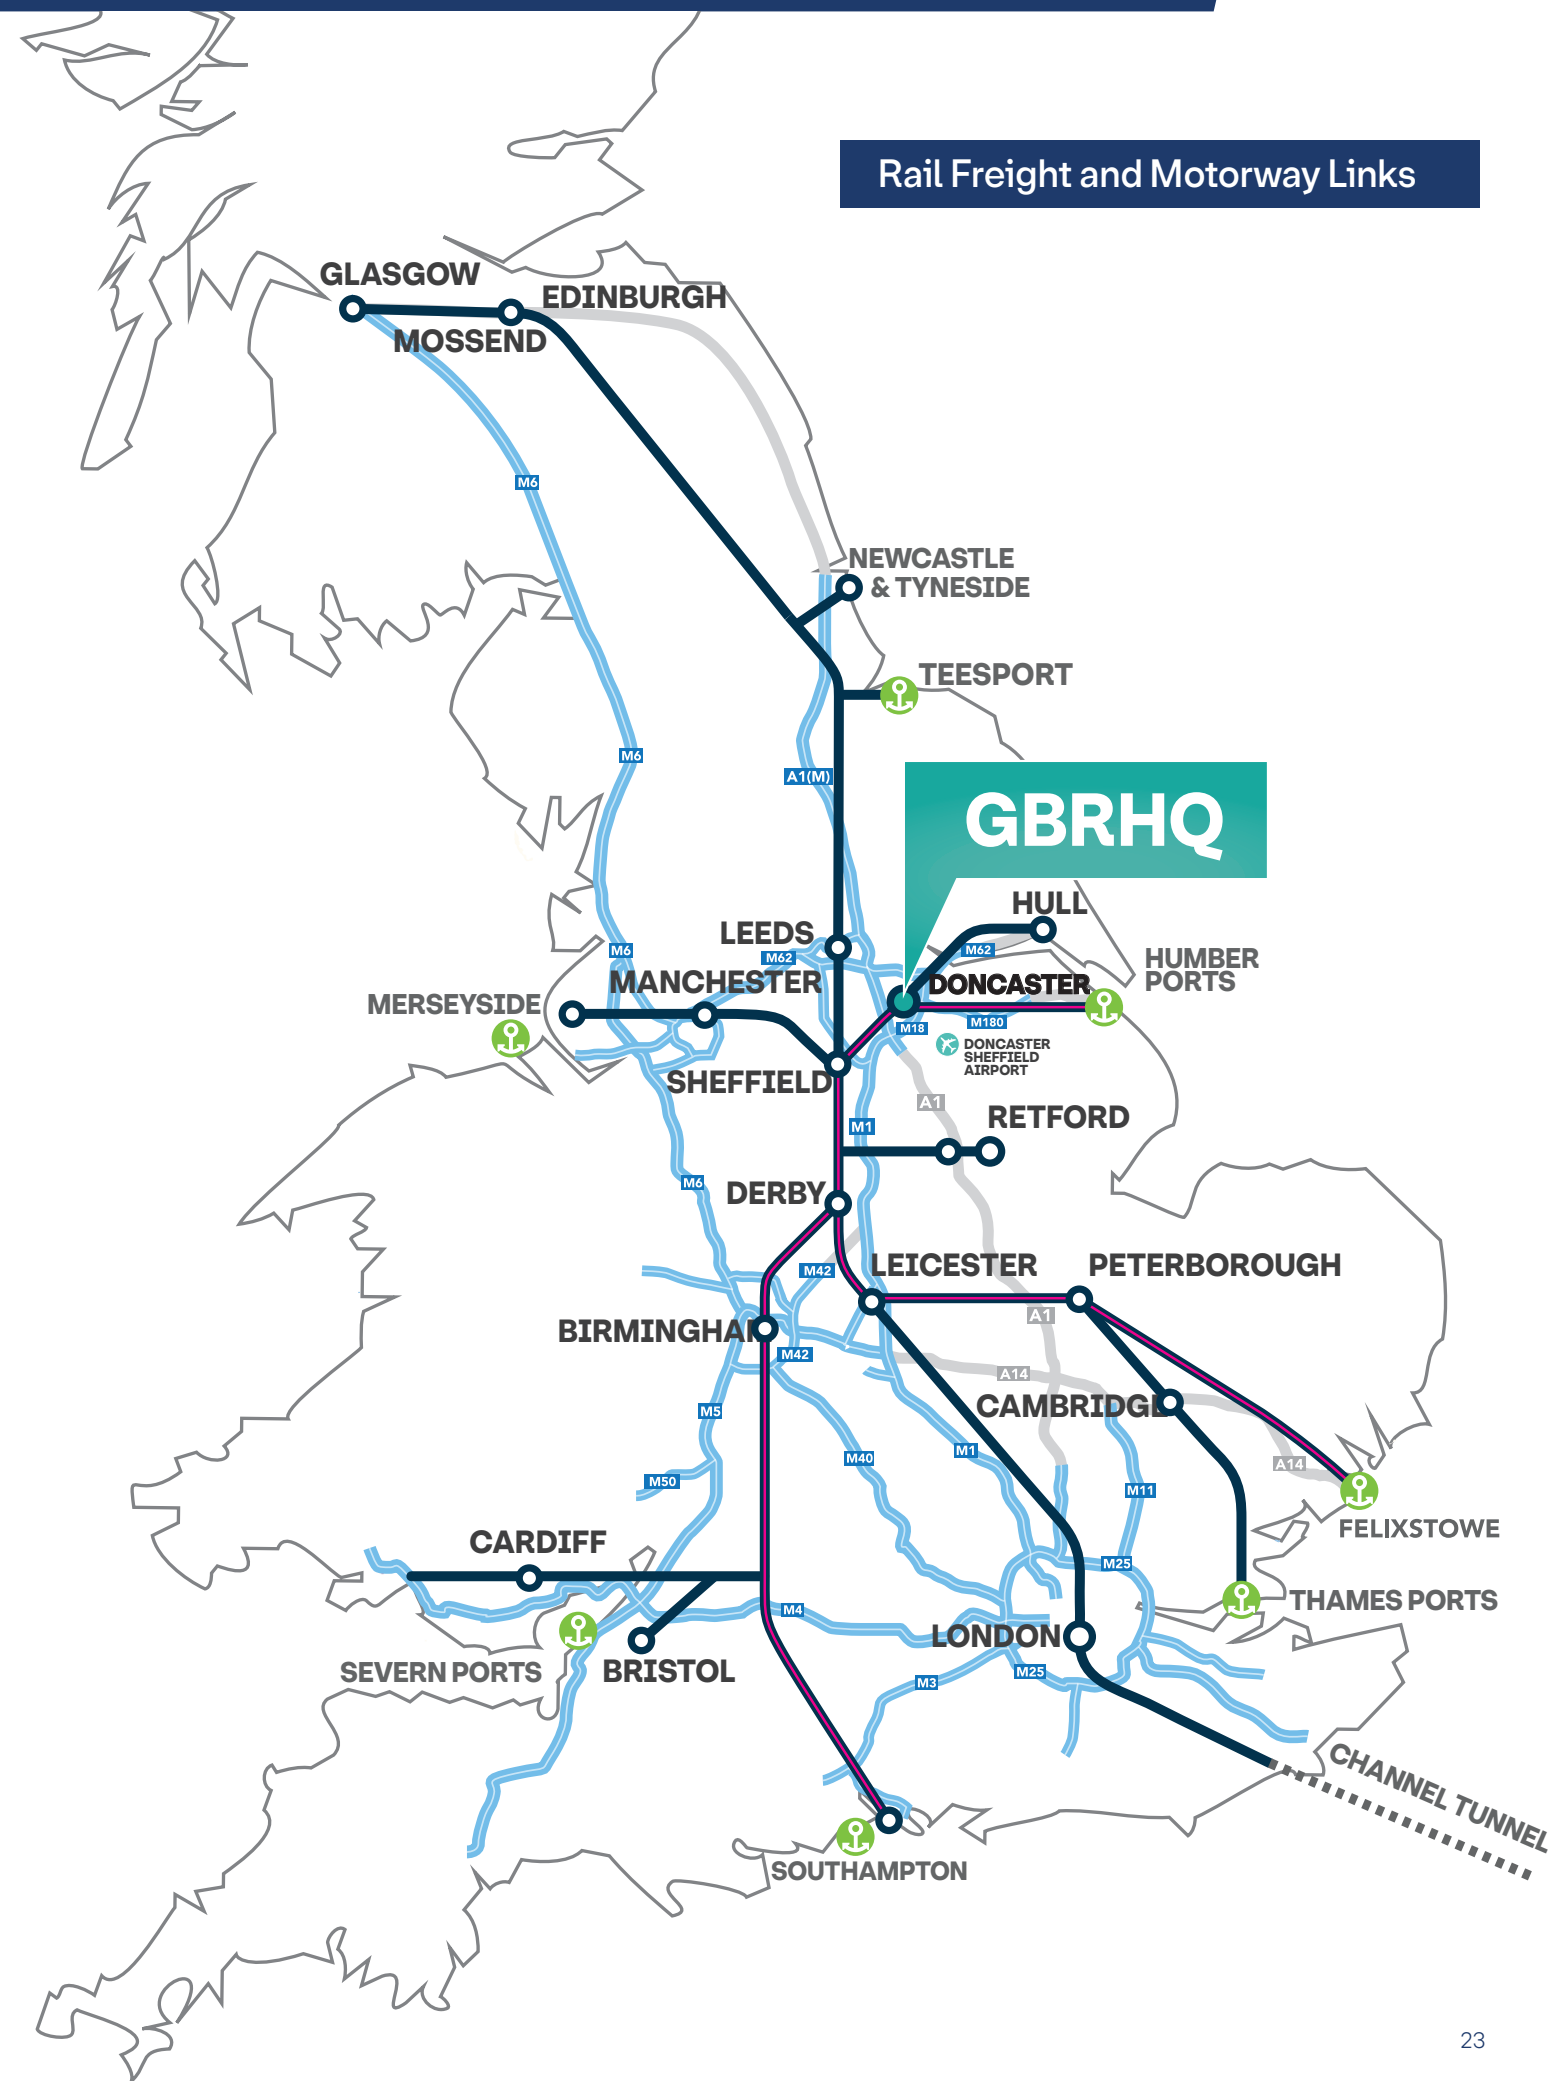 Rail Freight and Motorway Links
GLASGOW
EDINBURGH
MOSSEND
M6
NEWCASTLE
& TYNESIDE
TEESPORT
M6
A1(M)
GBRHQ
HULL
LEEDS
M6
M62
M62
HUMBER
PORTS
MANCHESTER
DONCASTER
MERSEYSIDE
M18
M180
DONCASTER
SHEFFIELD
AIRPORT
SHEFFIELD
A1
M1
RETFORD
M6
DERBY
M42
LEICESTER
PETERBOROUGH
A1
BIRMINGHAM
M42
A14
CAMBRIDGE
M5
M1
M40
A14
M50
M11
FELIXSTOWE
CARDIFF
M25
THAMES PORTS
M4
LONDON
SEVERN PORTS
BRISTOL
M25
M3
CHANNEL TUNNEL
SOUTHAMPTON
23